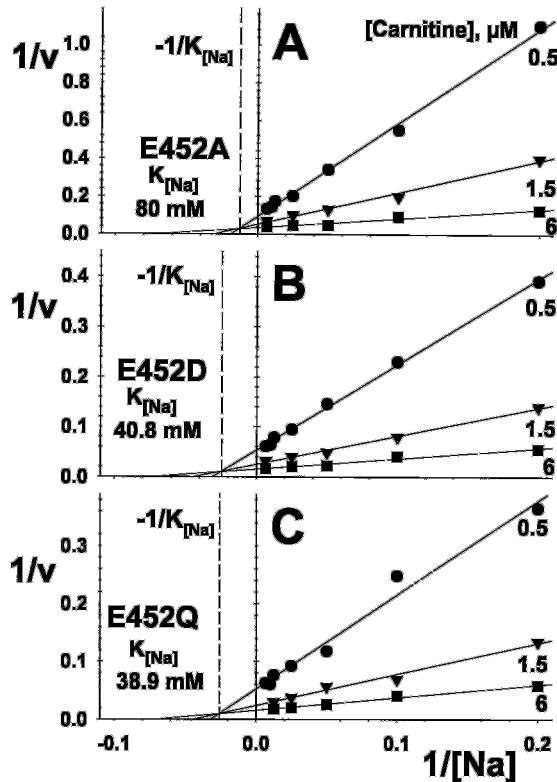 A
[Carnitine], µM
1/v
-1/K[Na]
1.0
0.8
0.6
0.4
0.2
0.0
E452A
K[Na]
80 mM
0.5
1.5
6
B
1/v
-1/K[Na]
0.4
0.3
0.2
0.1
0.0
E452D
K[Na]
40.8 mM
0.5
1.5
6
C
1/v
-1/K[Na]
0.3
0.2
0.1
0.0
E452Q
K[Na]
38.9 mM
0.5
1.5
6
-0.1
0.0
0.1
0.2
1/[Na]